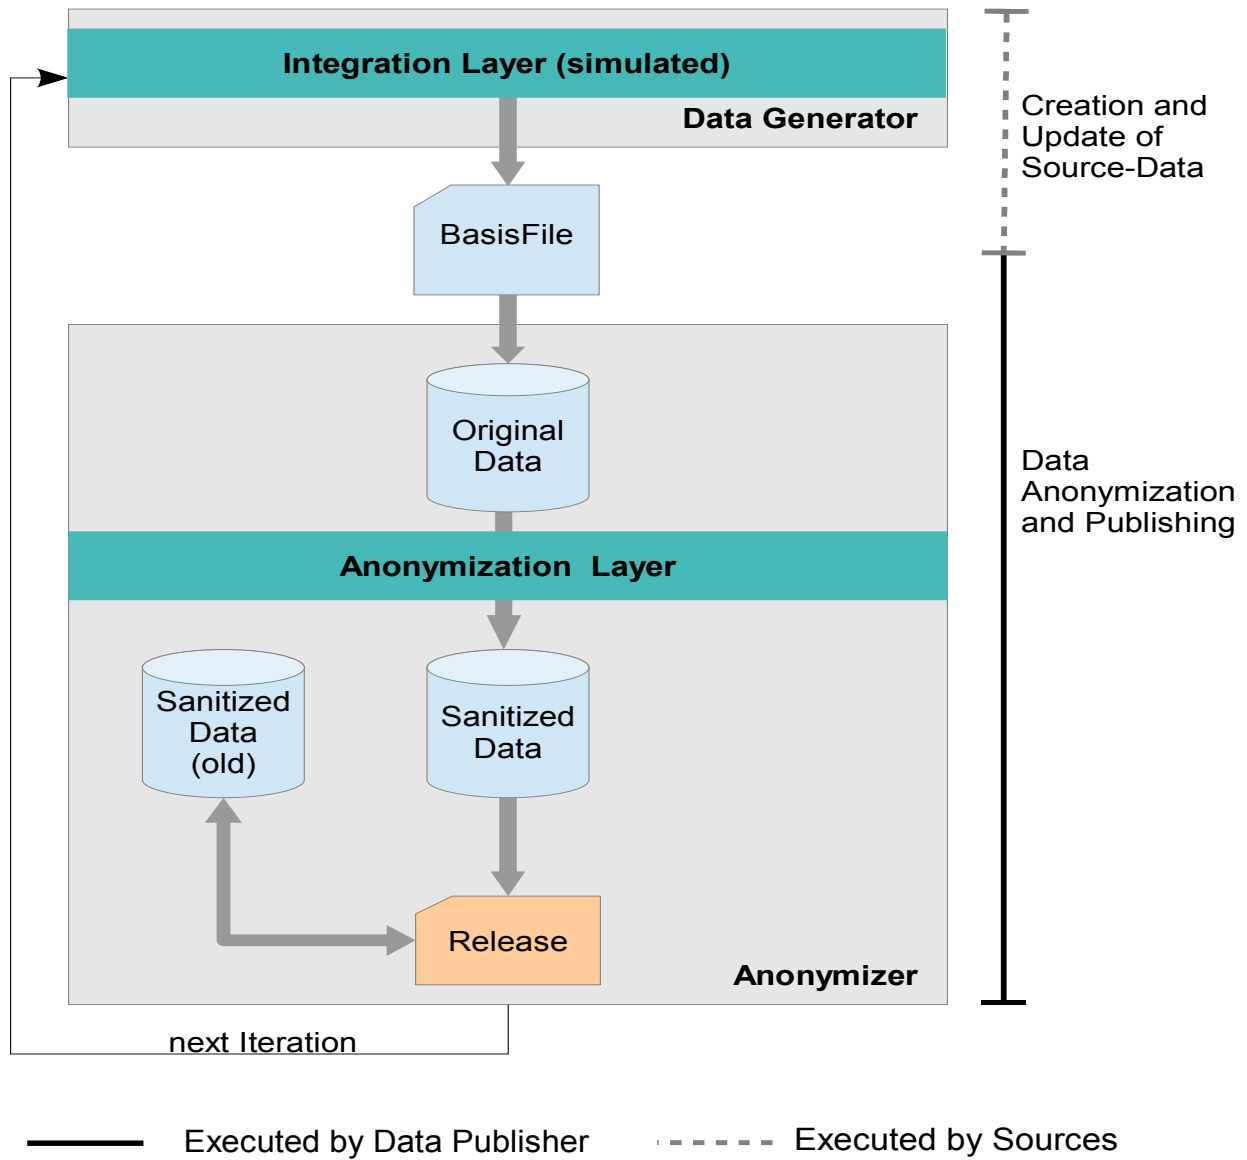 Integration Layer (simulated)
Data Generator
Creation and
Update of
Source-Data
BasisFile
Original
Data
Data
Anonymization
and Publishing
Anonymization Layer
Sanitized
Data
(old)
Sanitized
Data
Release
Anonymizer
next Iteration
Executed by Data Publisher
Executed by Sources